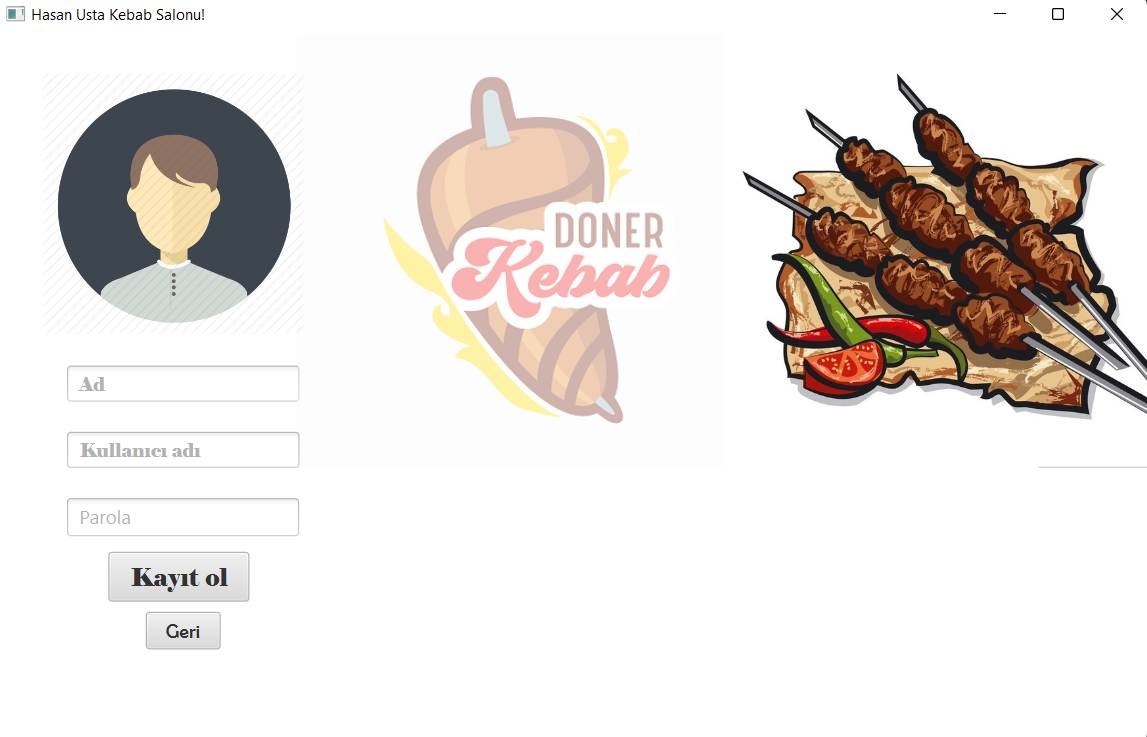 Hasan Usta Kebab Salonu!
DONER
Kebab
Ad
Kullanıcı adı
Parola
Kayıt ol
Geri